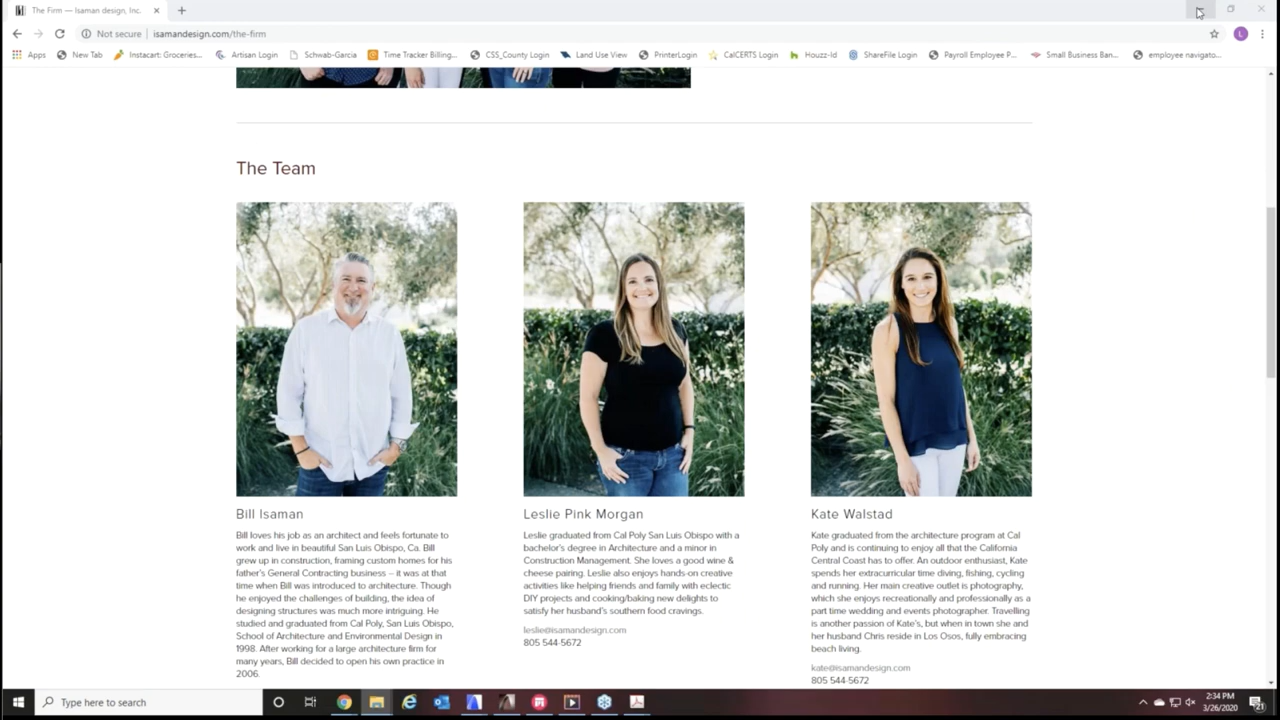 The Firm — Isaman design, Inc.
Not secure
isamandesign.com/the-firm
L
Apps
New Tab
Instacart: Groceries...
Artisan Login
Schwab-Garcia
Time Tracker Billing...
CSS_County Login
Land Use View
PrinterLogin
CalCERTS Login
Houzz-Id
ShareFile Login
Payroll Employee P...
Small Business Ban...
employee navigato...
The Team
Bill Isaman
Bill loves his job as an architect and feels fortunate to
work and live in beautiful San Luis Obispo, Ca. Bill
grew up in construction, framing custom homes for his
father's General Contracting business – it was at that
time when Bill was introduced to architecture. Though
he enjoyed the challenges of building, the idea of
designing structures was much more intriguing. He
studied and graduated from Cal Poly, San Luis Obispo,
School of Architecture and Environmental Design in
1998. After working for a large architecture firm for
many years, Bill decided to open his own practice in
2006.
Leslie Pink Morgan
Leslie graduated from Cal Poly San Luis Obispo with a
bachelor's degree in Architecture and a minor in
Construction Management. She loves a good wine &
cheese pairing. Leslie also enjoys hands-on creative
activities like helping friends and family with eclectic
DIY projects and cooking/baking new delights to
satisfy her husband's southern food cravings.
leslie@isamandesign.com
805 544-5672
Kate Walstad
Kate graduated from the architecture program at Cal
Poly and is continuing to enjoy all that the California
Central Coast has to offer. An outdoor enthusiast, Kate
spends her extracurricular time diving, fishing, cycling
and running. Her main creative outlet is photography,
which she enjoys recreationally and professionally as a
part time wedding and events photographer. Travelling
is another passion of Kate's, but when in town she and
her husband Chris reside in Los Osos, fully embracing
beach living.
kate@isamandesign.com
805 544-5672
Type here to search
2:34 PM
3/26/2020
21